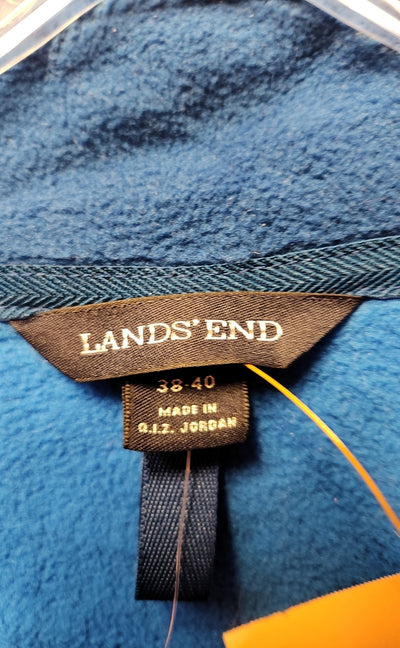 LANDS' END
38-40
MADE IN
Q.I.Z. JORDAN